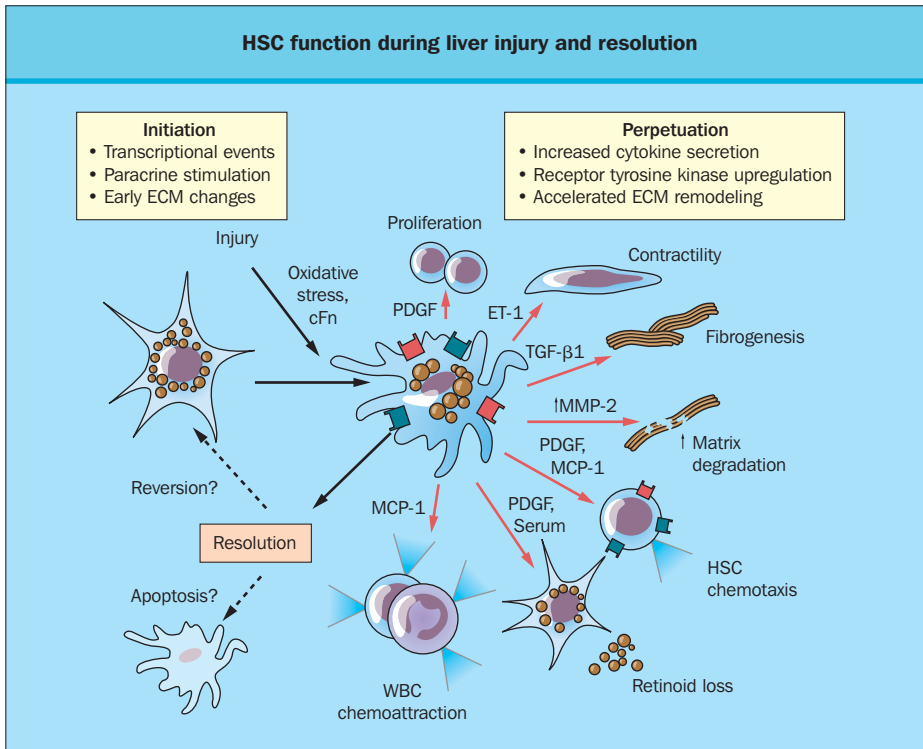 HSC function during liver injury and resolution
Initiation
• Transcriptional events
• Paracrine stimulation
• Early ECM changes
Perpetuation
• Increased cytokine secretion
• Receptor tyrosine kinase upregulation
• Accelerated ECM remodeling
Injury
Oxidative
stress,
cFn
Proliferation
PDGF
Contractility
ET-1
TGF-β1
Fibrogenesis
↑MMP-2
↑ Matrix
degradation
PDGF,
MCP-1
HSC
chemotaxis
PDGF,
Serum
Retinoid loss
MCP-1
WBC
chemoattraction
Reversion?
Resolution
Apoptosis?